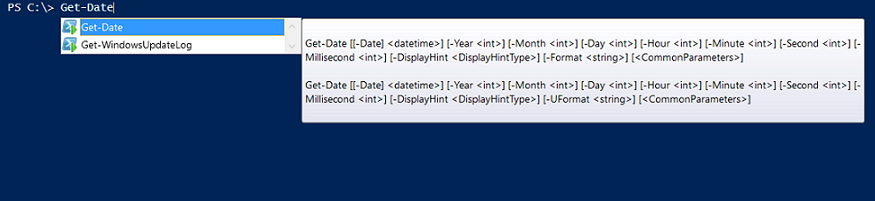 PS C:\> Get-Date
Get-Date
Get-WindowsUpdateLog
Get-Date [[-Date] <datetime>] [-Year <int>] [-Month <int>] [-Day <int>] [-Hour <int>] [-Minute <int>] [-Second <int>] [-
Millisecond <int>] [-DisplayHint <DisplayHintType>] [-Format <string>] [<CommonParameters>]
Get-Date [[-Date] <datetime>] [-Year <int>] [-Month <int>] [-Day <int>] [-Hour <int>] [-Minute <int>] [-Second <int>] [-
Millisecond <int>] [-DisplayHint <DisplayHintType>] [-UFormat <string>] [<CommonParameters>]